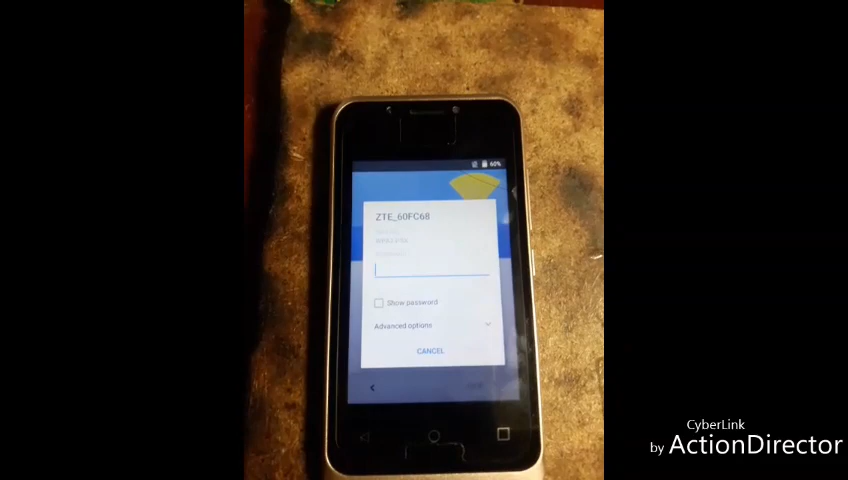 60%
ZTE_60FC68
Show password
Advanced options
CANCEL
CyberLink
by ActionDirector